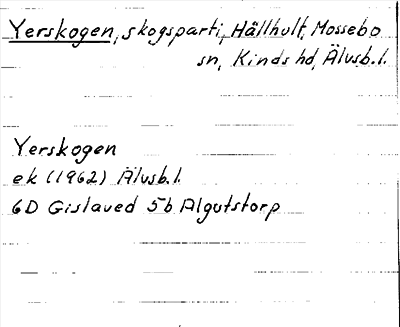 Yerskogen, skogsparti, Hällhult, Mossebo
sn, Kinds hd, Älvsb.l.
Yerskogen
ek (1962) Älvsb.l.
6D Gislaved 5b Algutstorp